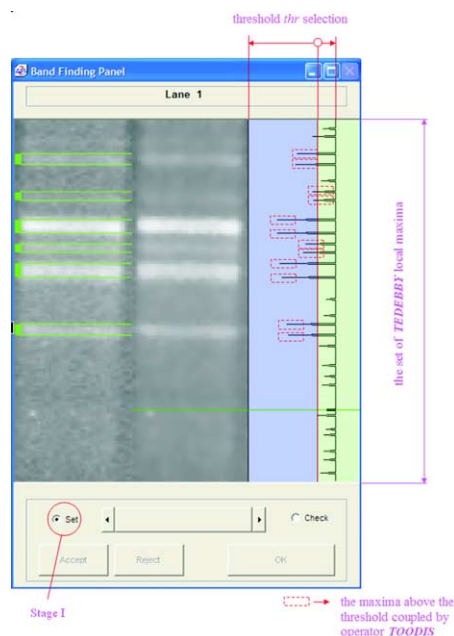 threshold thr selection
Band Finding Panel
Lane 1
the set of TEDEBBY local maxima
Set
Check
Accept
Reject
OK
Stage I
the maxima above the
threshold coupled by
operator TOODIS